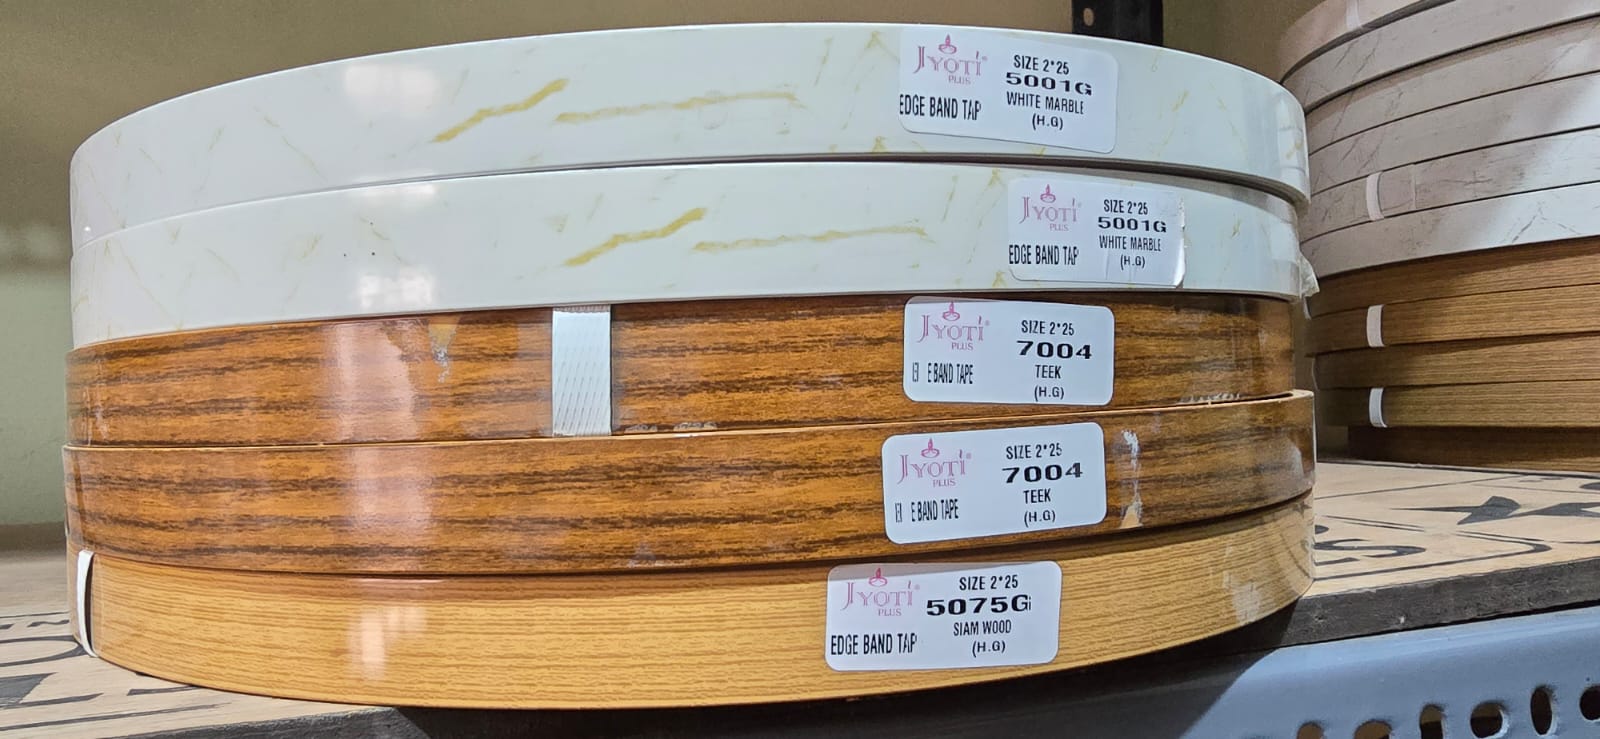 JYOTI®
PLUS
EDGE BAND TAP
SIZE 2*25
5001G
WHITE MARBLE
(H.G)
JYOTI®
PLUS
EDGE BAND TAP
SIZE 2*25
5001G
WHITE MARBLE
(H.G)
JYOTI®
PLUS
E BAND TAPE
SIZE 2*25
7004
TEEK
(H.G)
JYOTI®
PLUS
E BAND TAPE
SIZE 2*25
7004
TEEK
(H.G)
JYOTI®
PLUS
EDGE BAND TAP
SIZE 2*25
5075G
SIAM WOOD
(H.G)